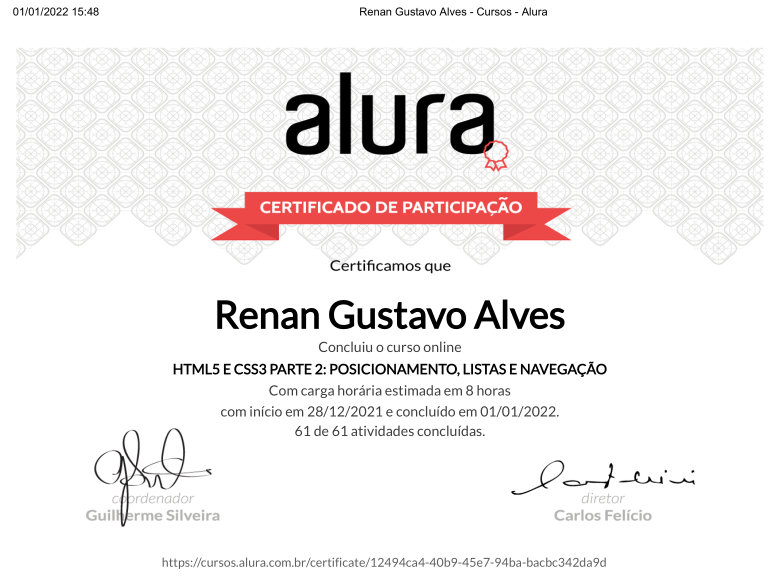 01/01/2022 15:48
Renan Gustavo Alves - Cursos - Alura
alura
CERTIFICADO DE PARTICIPAÇÃO
Certificamos que
Renan Gustavo Alves
Concluiu o curso online
HTML5 E CSS3 PARTE 2: POSICIONAMENTO, LISTAS E NAVEGAÇÃO
Com carga horária estimada em 8 horas
com início em 28/12/2021 e concluído em 01/01/2022.
61 de 61 atividades concluídas.
coordenador
Guilherme Silveira
diretor
Carlos Felício
https://cursos.alura.com.br/certificate/12494ca4-40b9-45e7-94ba-bacbc342da9d